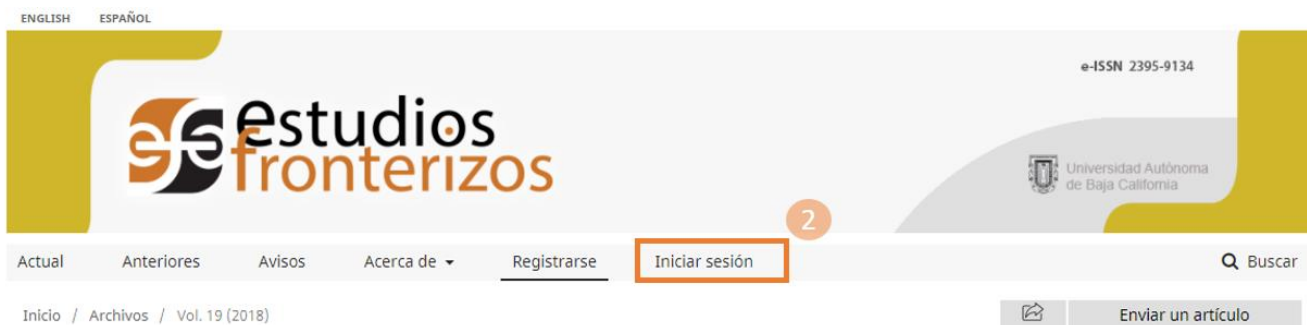 ENGLISH ESPAÑOL
e-ISSN 2395-9134
efe estudios
fronterizos
Universidad Autónoma
de Baja California
2
Actual Anteriores Avisos Acerca de Registrarse Iniciar sesión Buscar
Inicio / Archivos / Vol. 19 (2018) Enviar un artículo